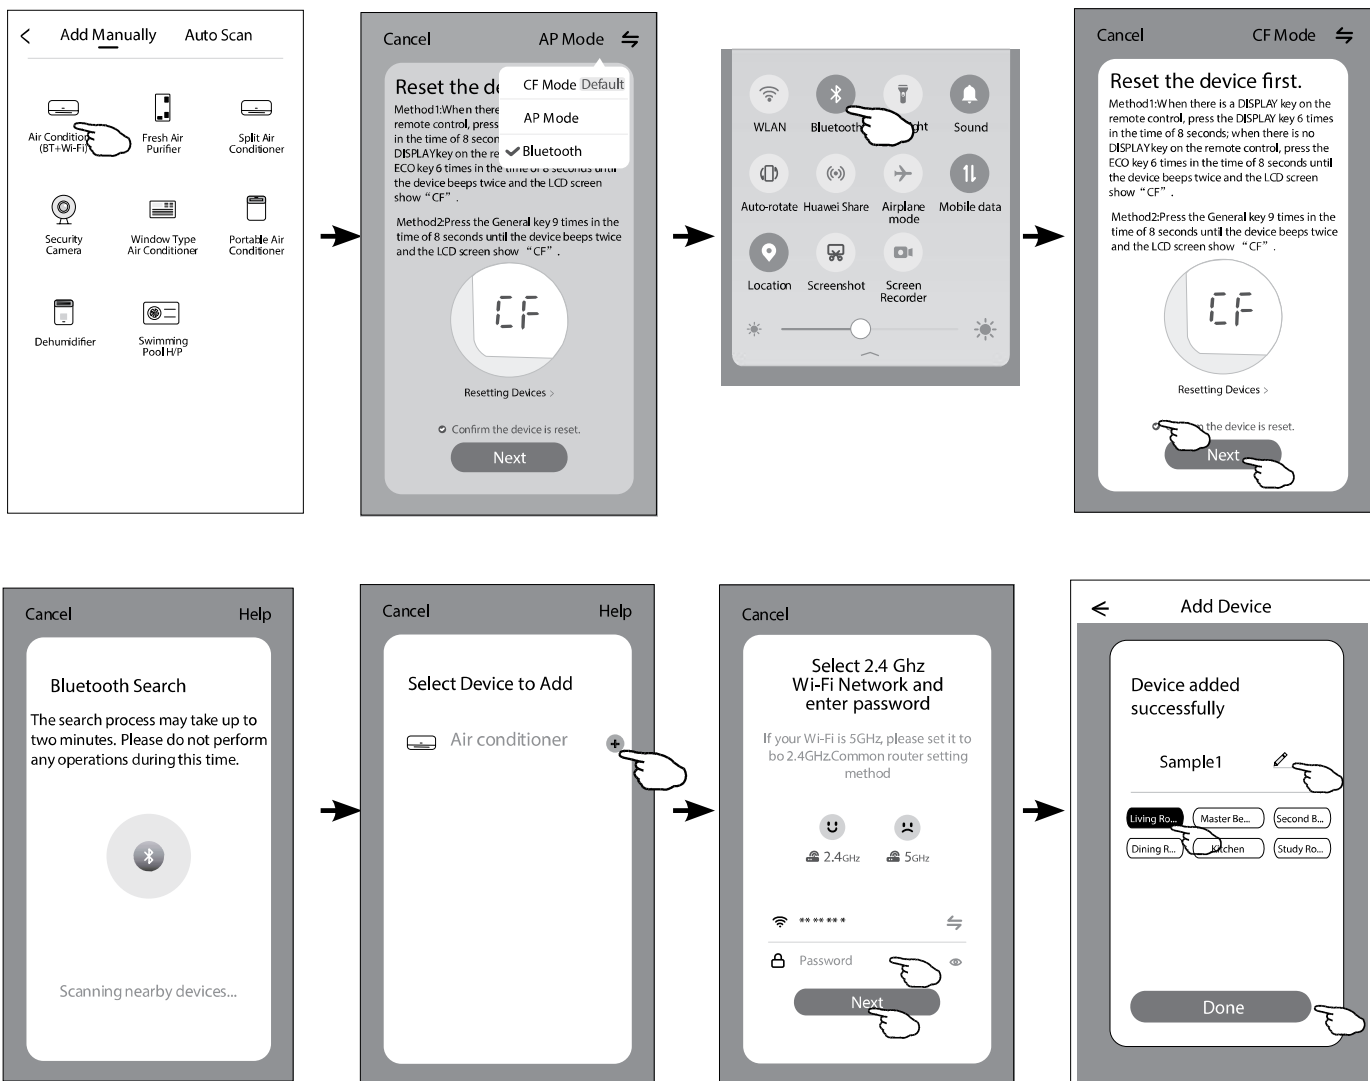 Add Manually Auto Scan
Air Condition
(BT+Wi-Fi)
Fresh Air
Purifier
Split Air
Conditioner
Security
Camera
Window Type
Air Conditioner
Portable Air
Conditioner
Dehumidifier
Swimming
Pool H/P
Cancel AP Mode
CF Mode Default
AP Mode
Bluetooth
Reset the de
Method1:When there
remote control, press
in the time of 8 secon
DISPLAYkey on the re
ECO key 6 times in the time of 8 seconds until
the device beeps twice and the LCD screen
show “CF” .
Method2:Press the General key 9 times in the
time of 8 seconds until the device beeps twice
and the LCD screen show “CF” .
CF
Resetting Devices >
Confirm the device is reset.
Next
WLAN Bluetooth ght Sound
Auto-rotate Huawei Share Airplane
mode
Mobile data
Location Screenshot Screen
Recorder
Cancel CF Mode
Reset the device first.
Method1:When there is a DISPLAY key on the
remote control, press the DISPLAY key 6 times
in the time of 8 seconds; when there is no
DISPLAYkey on the remote control, press the
ECO key 6 times in the time of 8 seconds until
the device beeps twice and the LCD screen
show “CF” .
Method2:Press the General key 9 times in the
time of 8 seconds until the device beeps twice
and the LCD screen show “CF” .
CF
Resetting Devices >
m the device is reset.
Next
Cancel Help
Bluetooth Search
The search process may take up to
two minutes. Please do not perform
any operations during this time.
Scanning nearby devices...
Cancel Help
Select Device to Add
Air conditioner
Cancel
Select 2.4 Ghz
Wi-Fi Network and
enter password
If your Wi-Fi is 5GHz, please set it to
bo 2.4GHz.Common router setting
method
2.4GHz 5GHz
*******
Password
Next
Add Device
Device added
successfully
Sample1
Living Ro... Master Be... Second B...
Dining R... Kitchen Study Ro...
Done